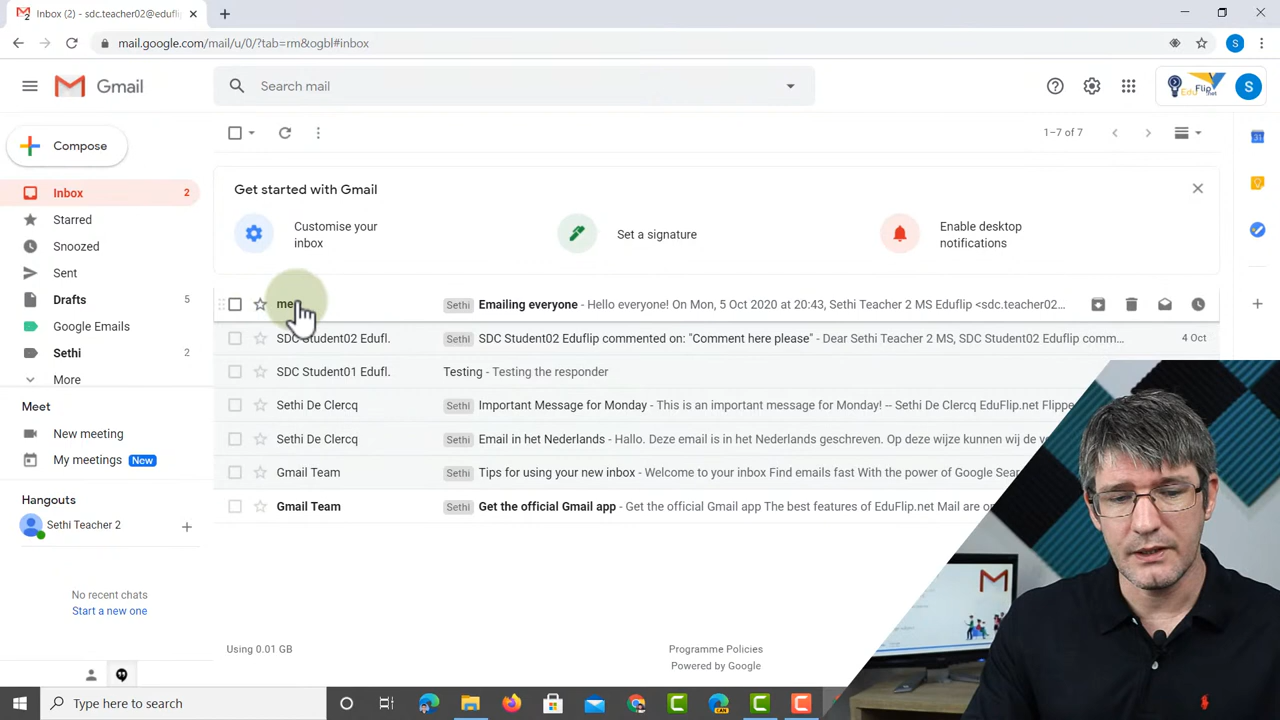 Inbox (2) - sdc.teacher02@eduflip
mail.google.com/mail/u/0/?tab=rm&ogbl#inbox
S
Gmail
Search mail
EduFlip.net
S
Compose
1–7 of 7
Inbox 2
Starred
Snoozed
Sent
Drafts 5
Google Emails
Sethi 2
More
Get started with Gmail
Customise your
inbox
Set a signature
Enable desktop
notifications
me Sethi Emailing everyone - Hello everyone! On Mon, 5 Oct 2020 at 20:43, Sethi Teacher 2 MS Eduflip <sdc.teacher02...
SDC Student02 Edufl. Sethi SDC Student02 Eduflip commented on: "Comment here please" - Dear Sethi Teacher 2 MS, SDC Student02 Eduflip comm... 4 Oct
SDC Student01 Edufl. Testing - Testing the responder
Sethi De Clercq Sethi Important Message for Monday - This is an important message for Monday! -- Sethi De Clercq EduFlip.net Flippe
Sethi De Clercq Sethi Email in het Nederlands - Hallo. Deze email is in het Nederlands geschreven. Op deze wijze kunnen wij de vo
Gmail Team Sethi Tips for using your new inbox - Welcome to your inbox Find emails fast With the power of Google Sea
Gmail Team Sethi Get the official Gmail app - Get the official Gmail app The best features of EduFlip.net Mail are on
Meet
New meeting
My meetings New
Hangouts
Sethi Teacher 2
No recent chats
Start a new one
Using 0.01 GB
Programme Policies
Powered by Google
Type here to search